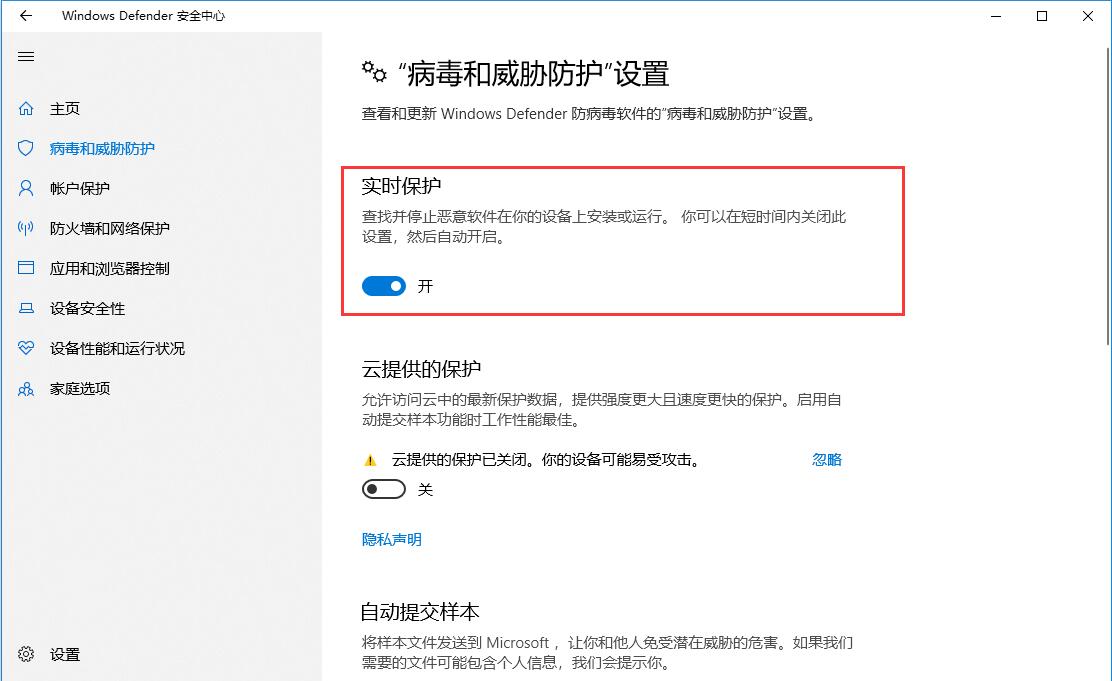 Windows Defender 安全中心
主页
病毒和威胁防护
帐户保护
防火墙和网络保护
应用和浏览器控制
设备安全性
设备性能和运行状况
家庭选项
设置
“病毒和威胁防护”设置
查看和更新 Windows Defender 防病毒软件的“病毒和威胁防护”设置。
实时保护
查找并停止恶意软件在你的设备上安装或运行。 你可以在短时间内关闭此
设置，然后自动开启。
开
云提供的保护
允许访问云中的最新保护数据，提供强度更大且速度更快的保护。启用自
动提交样本功能时工作性能最佳。
云提供的保护已关闭。你的设备可能易受攻击。 忽略
关
隐私声明
自动提交样本
将样本文件发送到 Microsoft ，让你和他人免受潜在威胁的危害。如果我们
需要的文件可能包含个人信息，我们会提示你。